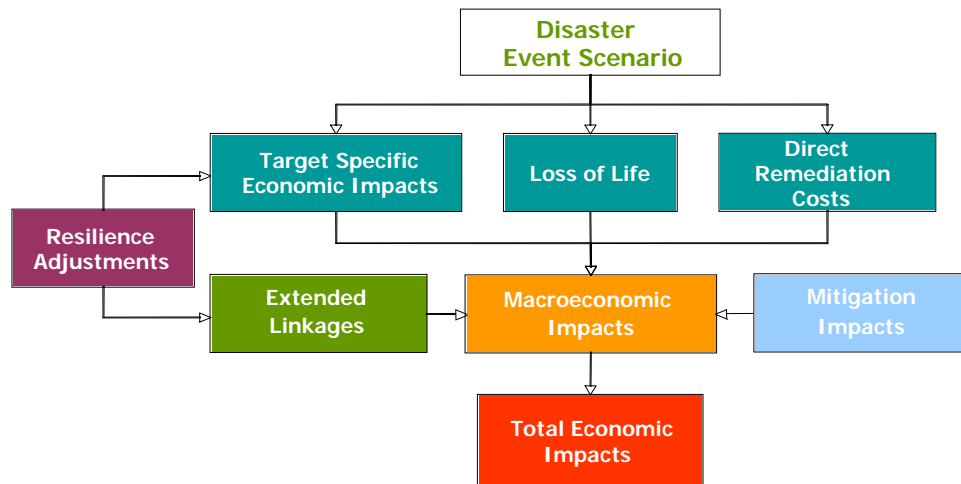 Disaster
Event Scenario
Target Specific
Economic Impacts
Loss of Life
Direct
Remediation
Costs
Resilience
Adjustments
Extended
Linkages
Macroeconomic
Impacts
Mitigation
Impacts
Total Economic
Impacts